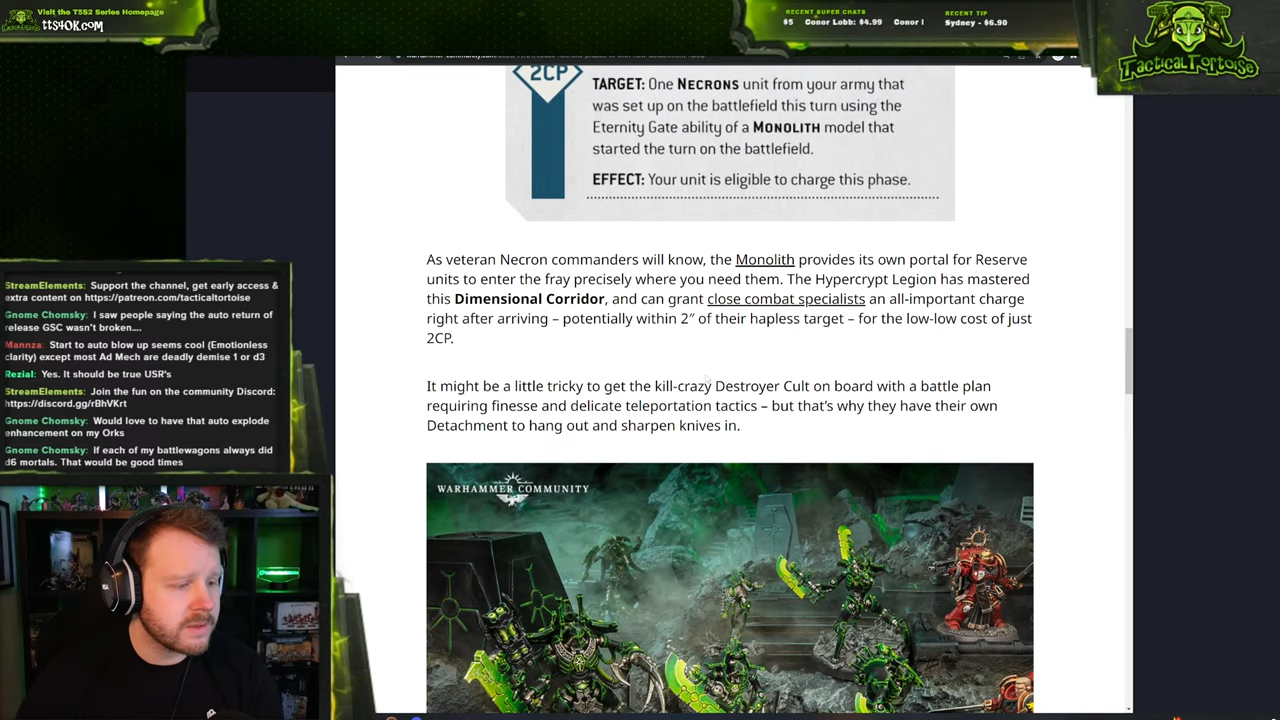 Visit the T5S2 Series Homepage
tts40k.com
RECENT SUPER CHATS
$5 Conor Lobb: $4.99 Conor l
RECENT TIP
Sydney - $6.90
TacticalTortoise
2CP
TARGET: One NECRONS unit from your army that
was set up on the battlefield this turn using the
Eternity Gate ability of a MONOLITH model that
started the turn on the battlefield.
EFFECT: Your unit is eligible to charge this phase.
As veteran Necron commanders will know, the Monolith provides its own portal for Reserve
units to enter the fray precisely where you need them. The Hypercrypt Legion has mastered
this Dimensional Corridor, and can grant close combat specialists an all-important charge
right after arriving – potentially within 2″ of their hapless target – for the low-low cost of just
2CP.
It might be a little tricky to get the kill-crazy Destroyer Cult on board with a battle plan
requiring finesse and delicate teleportation tactics – but that's why they have their own
Detachment to hang out and sharpen knives in.
WARHAMMER COMMUNITY
StreamElements: Support the channel, get early access &
extra content on https://patreon.com/tacticaltortoise
Gnome Chomsky: I saw people saying the auto return of
release GSC wasn't broken....
Mannza: Start to auto blow up seems cool (Emotionless
clarity) except most Ad Mech are deadly demise 1 or d3
Rezial: Yes. It should be true USR's
StreamElements: Join the fun on the community Discord:
https://discord.gg/rBhVKrt
Gnome Chomsky: Would love to have that auto explode
enhancement on my Orks
Gnome Chomsky: If each of my battlewagons always did
d6 mortals. That would be good times